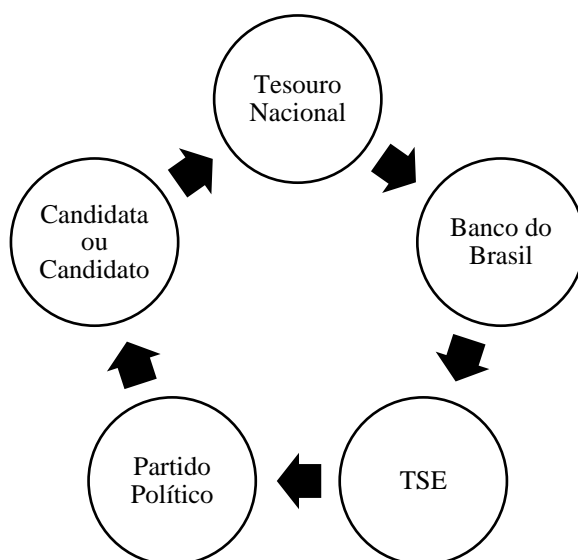 Tesouro
Nacional
Banco do
Brasil
TSE
Partido
Político
Candidata
ou
Candidato